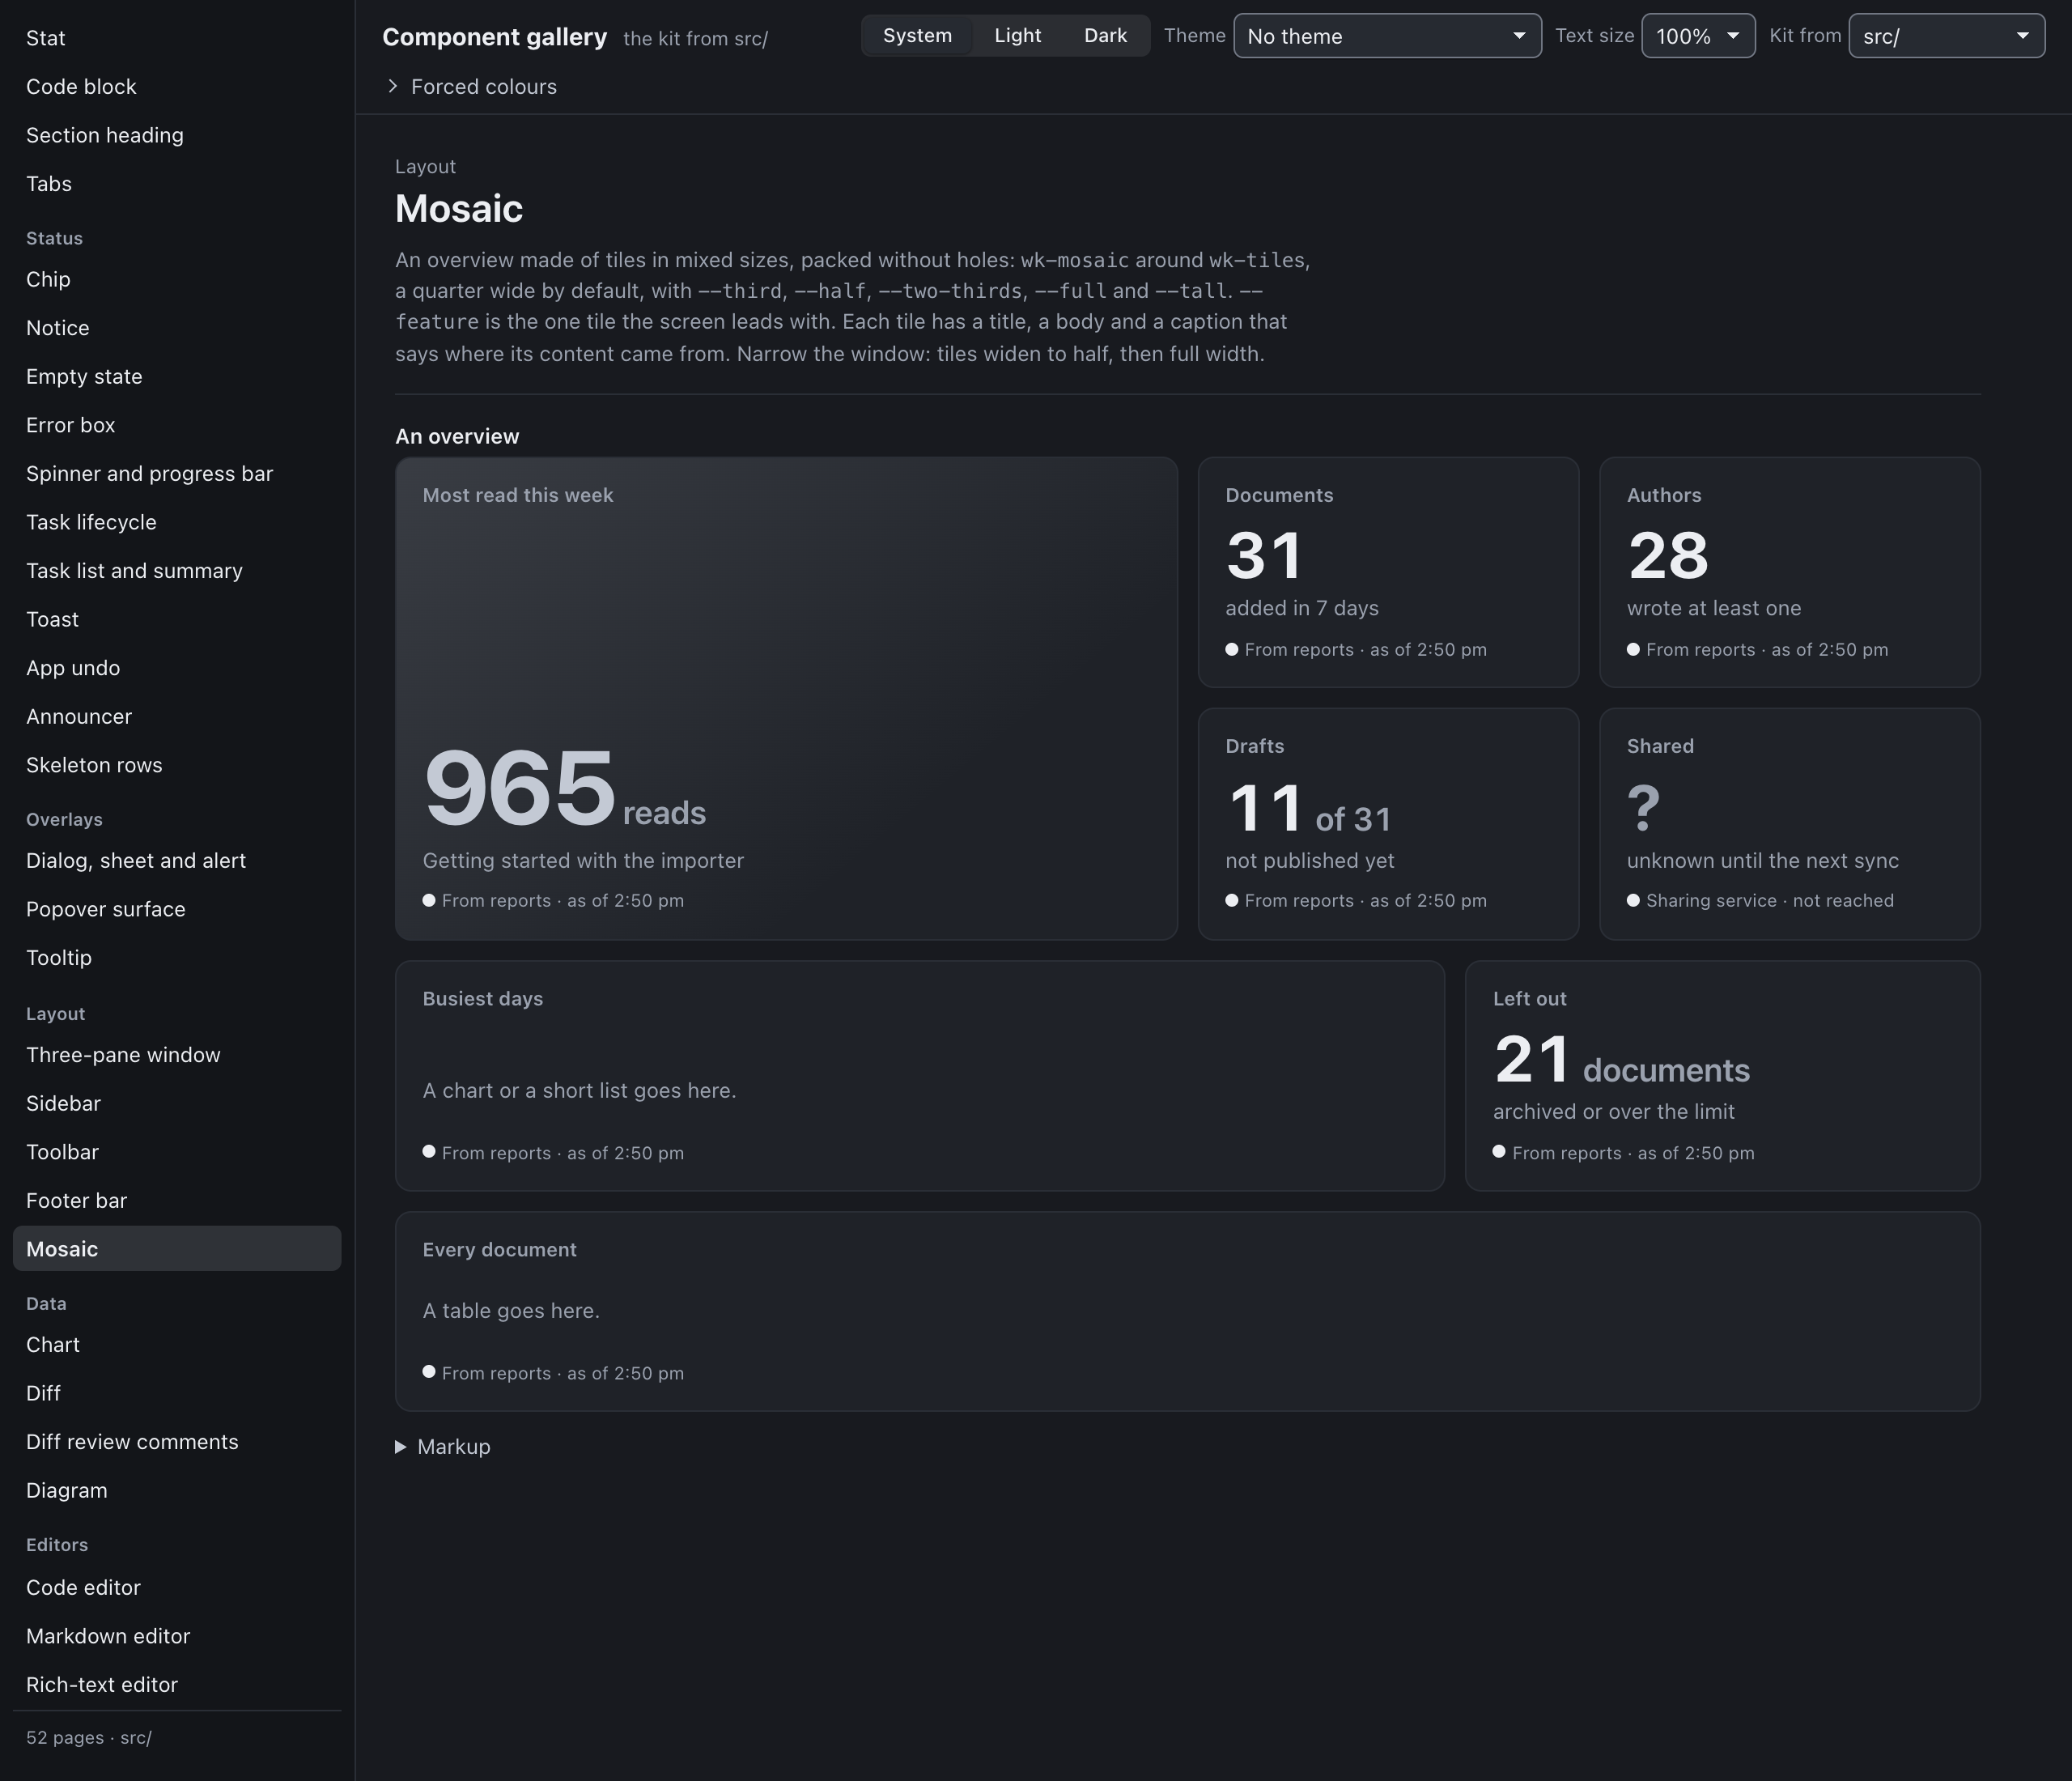 Stat
Code block
Section heading
Tabs
Status
Chip
Notice
Empty state
Error box
Spinner and progress bar
Task lifecycle
Task list and summary
Toast
App undo
Announcer
Skeleton rows
Overlays
Dialog, sheet and alert
Popover surface
Tooltip
Layout
Three-pane window
Sidebar
Toolbar
Footer bar
Mosaic
Data
Chart
Diff
Diff review comments
Diagram
Editors
Code editor
Markdown editor
Rich-text editor
52 pages · src/
Component gallery the kit from src/
System Light Dark Theme No theme Text size 100% Kit from src/
Forced colours
Layout
Mosaic
An overview made of tiles in mixed sizes, packed without holes: wk-mosaic around wk-tiles,
a quarter wide by default, with --third, --half, --two-thirds, --full and --tall. --
feature is the one tile the screen leads with. Each tile has a title, a body and a caption that
says where its content came from. Narrow the window: tiles widen to half, then full width.
An overview
Most read this week
965 reads
Getting started with the importer
From reports · as of 2:50 pm
Documents
31
added in 7 days
From reports · as of 2:50 pm
Authors
28
wrote at least one
From reports · as of 2:50 pm
Drafts
11 of 31
not published yet
From reports · as of 2:50 pm
Shared
?
unknown until the next sync
Sharing service · not reached
Busiest days
A chart or a short list goes here.
From reports · as of 2:50 pm
Left out
21 documents
archived or over the limit
From reports · as of 2:50 pm
Every document
A table goes here.
From reports · as of 2:50 pm
Markup